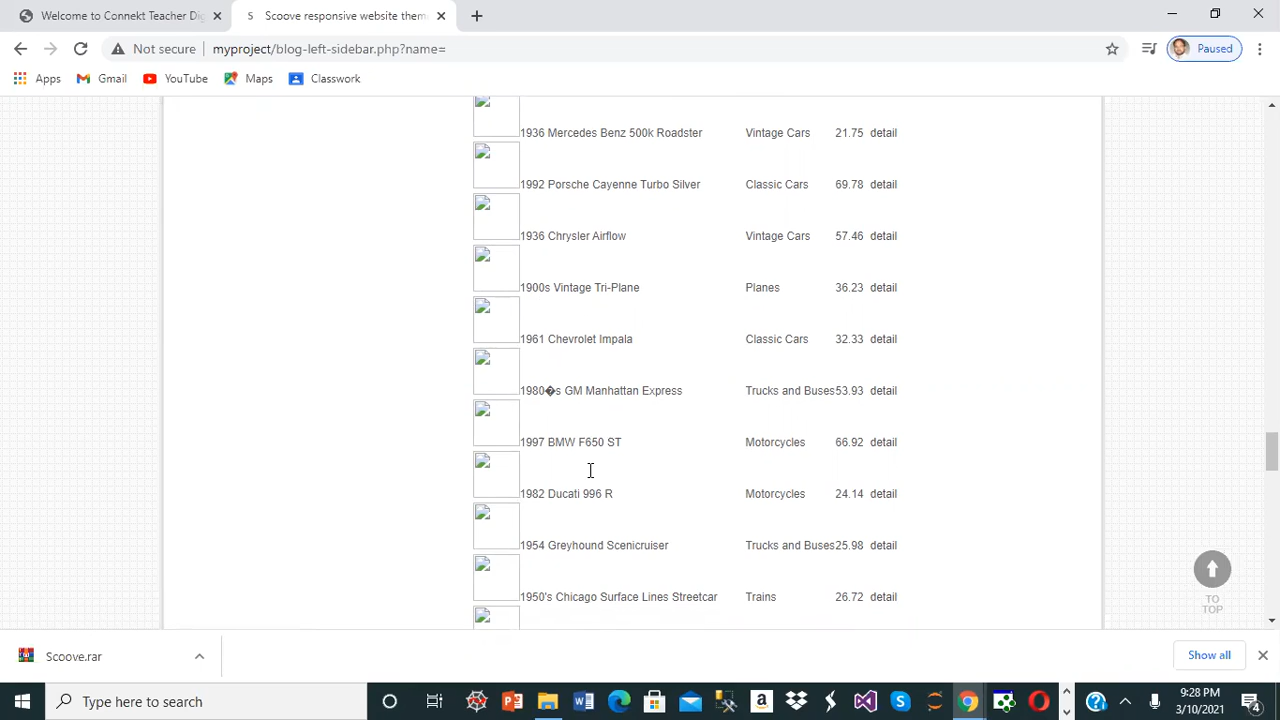 Welcome to Connekt Teacher Dig
S Scoove responsive website them
Not secure myproject/blog-left-sidebar.php?name= Paused
Apps Gmail YouTube Maps Classwork
1936 Mercedes Benz 500k Roadster Vintage Cars 21.75 detail
1992 Porsche Cayenne Turbo Silver Classic Cars 69.78 detail
1936 Chrysler Airflow Vintage Cars 57.46 detail
1900s Vintage Tri-Plane Planes 36.23 detail
1961 Chevrolet Impala Classic Cars 32.33 detail
1980�s GM Manhattan Express Trucks and Buses53.93 detail
1997 BMW F650 ST Motorcycles 66.92 detail
1982 Ducati 996 R Motorcycles 24.14 detail
1954 Greyhound Scenicruiser Trucks and Buses25.98 detail
1950's Chicago Surface Lines Streetcar Trains 26.72 detail
TO
TOP
Scoove.rar Show all
Type here to search
9:28 PM
3/10/2021
4